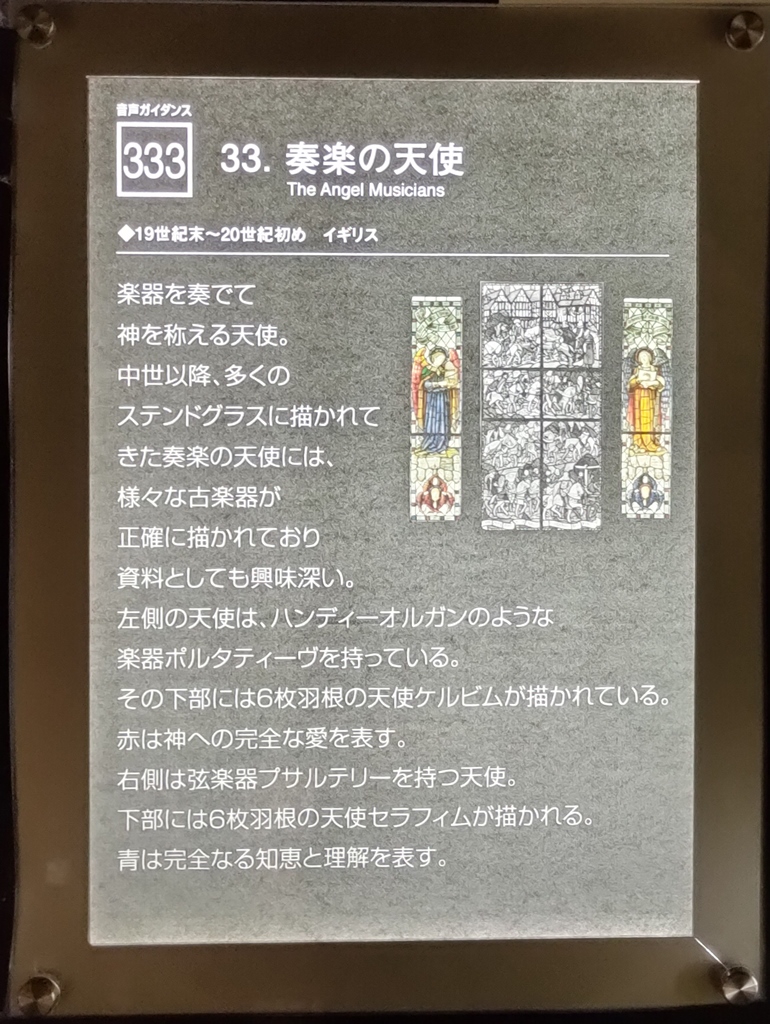 音声ガイダンス
333
33. 奏楽の天使
The Angel Musicians
◆19世紀末〜20世紀初め　イギリス
楽器を奏でて
神を称える天使。
中世以降、多くの
ステンドグラスに描かれて
きた奏楽の天使には、
様々な古楽器が
正確に描かれており
資料としても興味深い。
左側の天使は、ハンディーオルガンのような
楽器ポルタティーヴを持っている。
その下部には6枚羽根の天使ケルビムが描かれている。
赤は神への完全な愛を表す。
右側は弦楽器プサルテリーを持つ天使。
下部には6枚羽根の天使セラフィムが描かれる。
青は完全なる知恵と理解を表す。